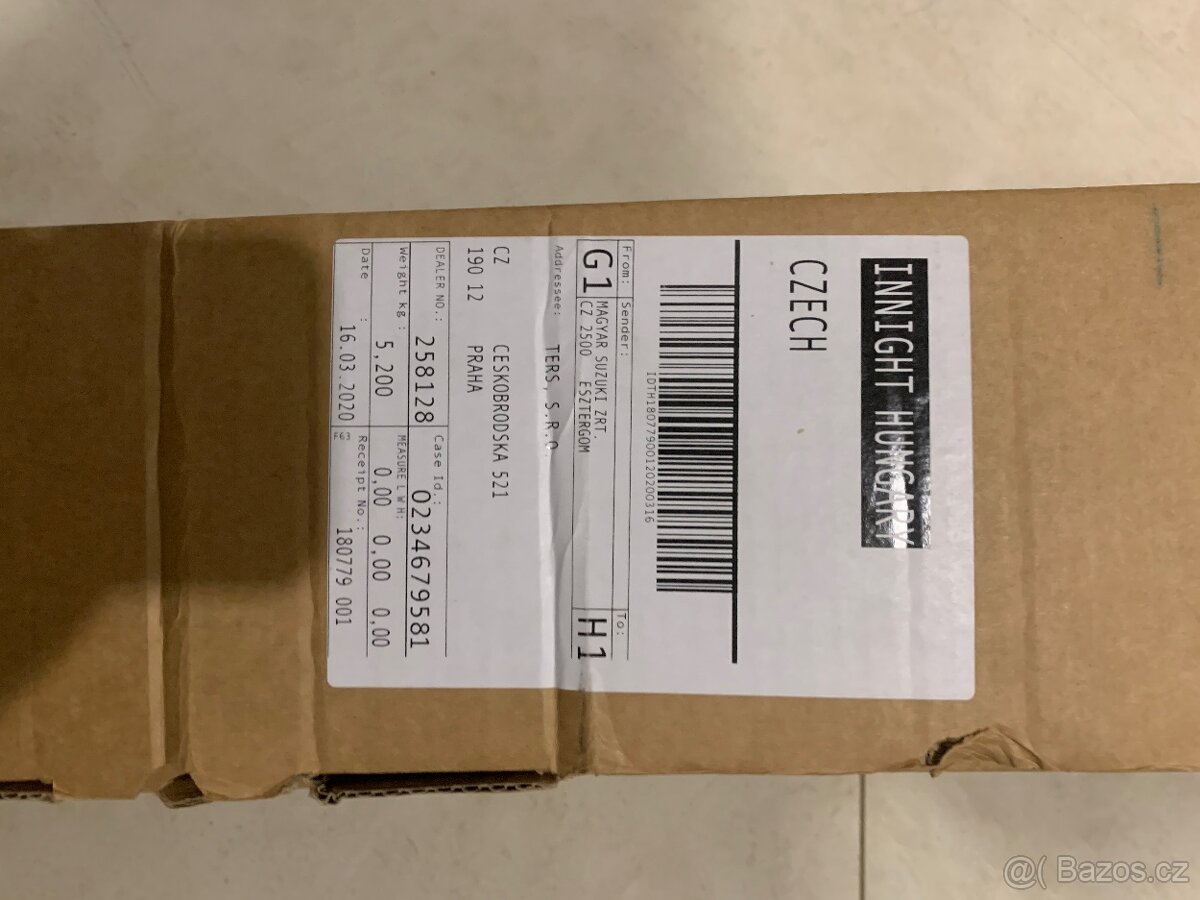 INNIGHT HUNGARY
CZECH
IDTH18077900120200316
From: Sender: To:
G1 MAGYAR SUZUKI ZRT. H1
CZ 2500 ESZTERGOM
Addressee: TERS, S.R.O.
CESKOBRODSKA 521
CZ
190 12 PRAHA
DEALER NO.: 258128 Case Id.: 0234679581
Weight kg : 5,200 MEASURE L W H: 0,00 0,00 0,00
Date : 16.03.2020 Receipt No.: 180779 001
F63
@( Bazos.cz